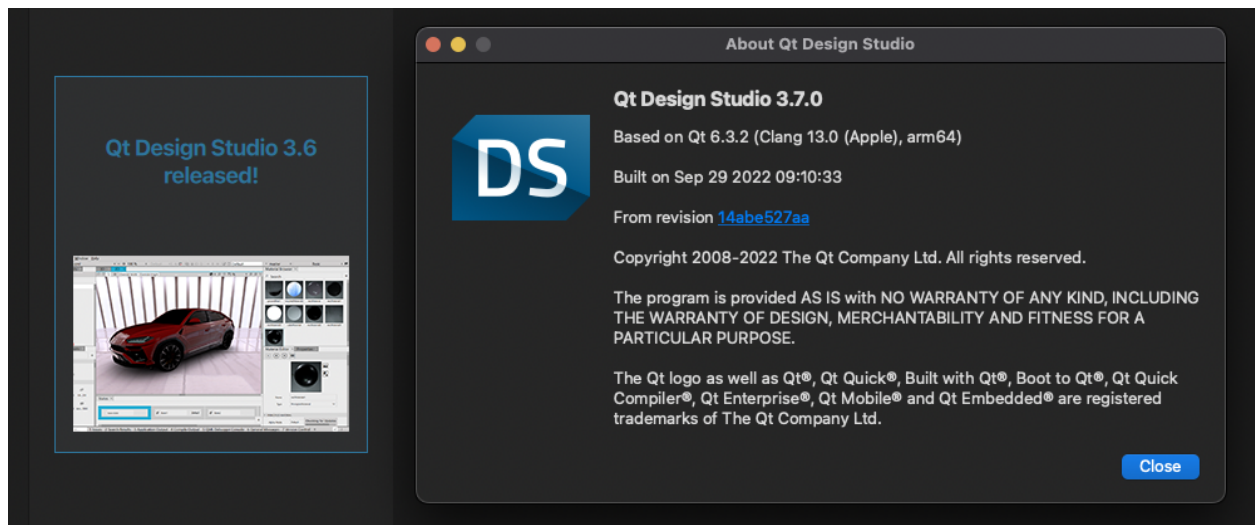 Qt Design Studio 3.6
released!
About Qt Design Studio
DS
Qt Design Studio 3.7.0
Based on Qt 6.3.2 (Clang 13.0 (Apple), arm64)
Built on Sep 29 2022 09:10:33
From revision 14abe527aa
Copyright 2008-2022 The Qt Company Ltd. All rights reserved.
The program is provided AS IS with NO WARRANTY OF ANY KIND, INCLUDING
THE WARRANTY OF DESIGN, MERCHANTABILITY AND FITNESS FOR A
PARTICULAR PURPOSE.
The Qt logo as well as Qt®, Qt Quick®, Built with Qt®, Boot to Qt®, Qt Quick
Compiler®, Qt Enterprise®, Qt Mobile® and Qt Embedded® are registered
trademarks of The Qt Company Ltd.
Close